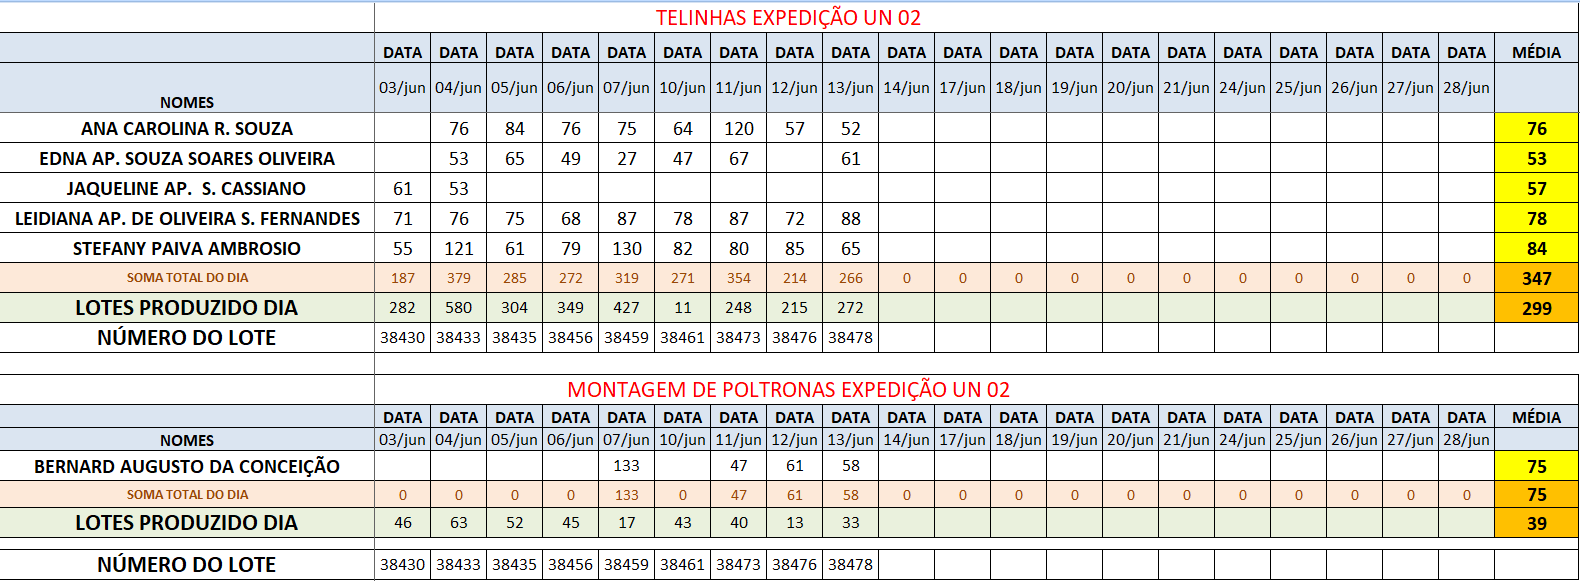 TELINHAS EXPEDIÇÃO UN 02
DATA DATA DATA DATA DATA DATA DATA DATA DATA DATA DATA DATA DATA DATA DATA DATA DATA DATA DATA DATA MÉDIA
NOMES 03/jun 04/jun 05/jun 06/jun 07/jun 10/jun 11/jun 12/jun 13/jun 14/jun 17/jun 18/jun 19/jun 20/jun 21/jun 24/jun 25/jun 26/jun 27/jun 28/jun
ANA CAROLINA R. SOUZA 76 84 76 75 64 120 57 52 76
EDNA AP. SOUZA SOARES OLIVEIRA 53 65 49 27 47 67 61 53
JAQUELINE AP. S. CASSIANO 61 53 57
LEIDIANA AP. DE OLIVEIRA S. FERNANDES 71 76 75 68 87 78 87 72 88 78
STEFANY PAIVA AMBROSIO 55 121 61 79 130 82 80 85 65 84
SOMA TOTAL DO DIA 187 379 285 272 319 271 354 214 266 0 0 0 0 0 0 0 0 0 0 0 347
LOTES PRODUZIDO DIA 282 580 304 349 427 11 248 215 272 299
NÚMERO DO LOTE 38430 38433 38435 38456 38459 38461 38473 38476 38478
MONTAGEM DE POLTRONAS EXPEDIÇÃO UN 02
DATA DATA DATA DATA DATA DATA DATA DATA DATA DATA DATA DATA DATA DATA DATA DATA DATA DATA DATA DATA MÉDIA
NOMES 03/jun 04/jun 05/jun 06/jun 07/jun 10/jun 11/jun 12/jun 13/jun 14/jun 17/jun 18/jun 19/jun 20/jun 21/jun 24/jun 25/jun 26/jun 27/jun 28/jun
BERNARD AUGUSTO DA CONCEIÇÃO 133 47 61 58 75
SOMA TOTAL DO DIA 0 0 0 0 133 0 47 61 58 0 0 0 0 0 0 0 0 0 0 0 75
LOTES PRODUZIDO DIA 46 63 52 45 17 43 40 13 33 39
NÚMERO DO LOTE 38430 38433 38435 38456 38459 38461 38473 38476 38478